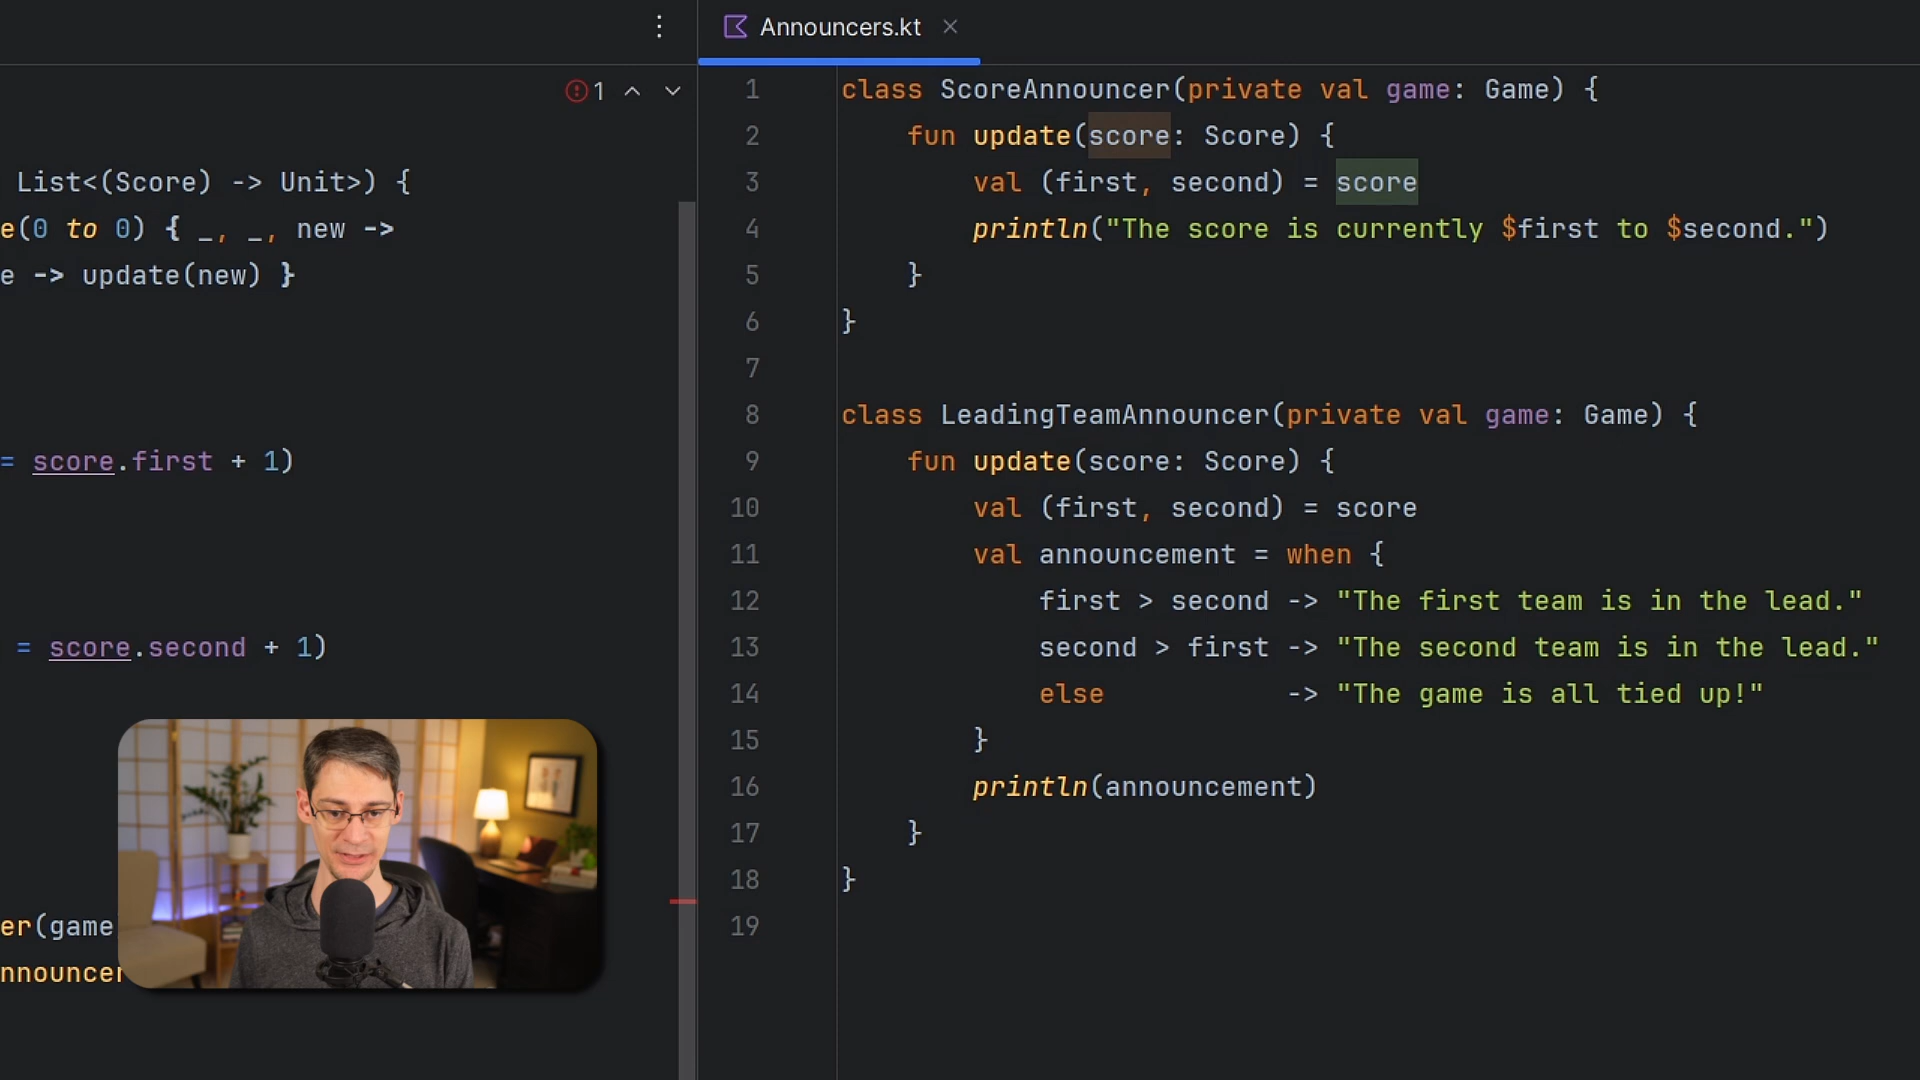 Announcers.kt
1
List<(Score) -> Unit>) {
e(0 to 0) { _, _, new ->
e -> update(new) }
= score.first + 1)
= score.second + 1)
er(game
nnouncer
1 class ScoreAnnouncer(private val game: Game) {
2 fun update(score: Score) {
3 val (first, second) = score
4 println("The score is currently $first to $second.")
5 }
6 }
7
8 class LeadingTeamAnnouncer(private val game: Game) {
9 fun update(score: Score) {
10 val (first, second) = score
11 val announcement = when {
12 first > second -> "The first team is in the lead."
13 second > first -> "The second team is in the lead."
14 else -> "The game is all tied up!"
15 }
16 println(announcement)
17 }
18 }
19